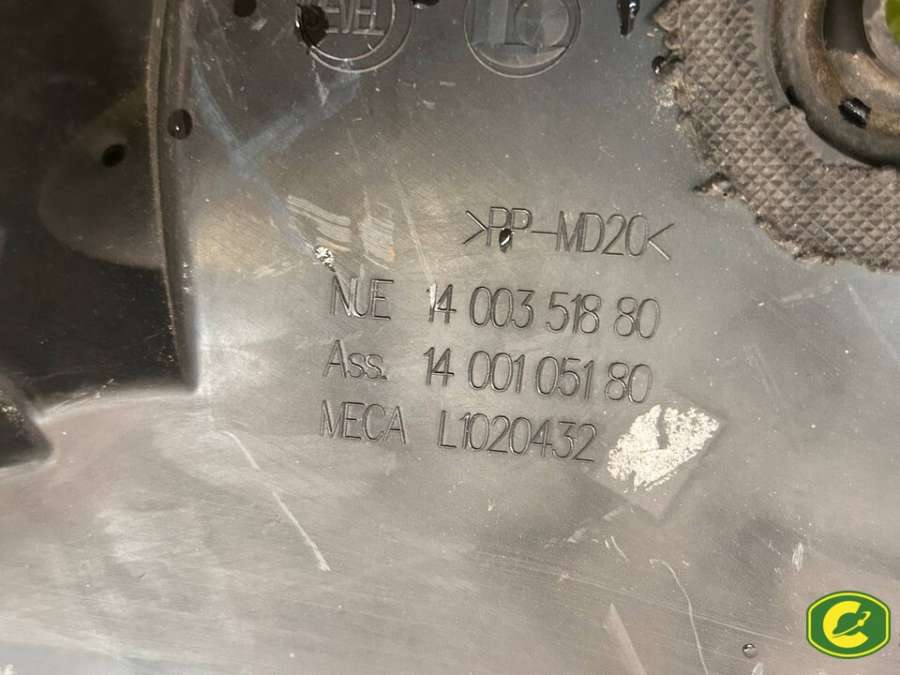 >PP-MD20<
NUE 14 003 518 80
Ass. 14 001 051 80
MECA L1020432